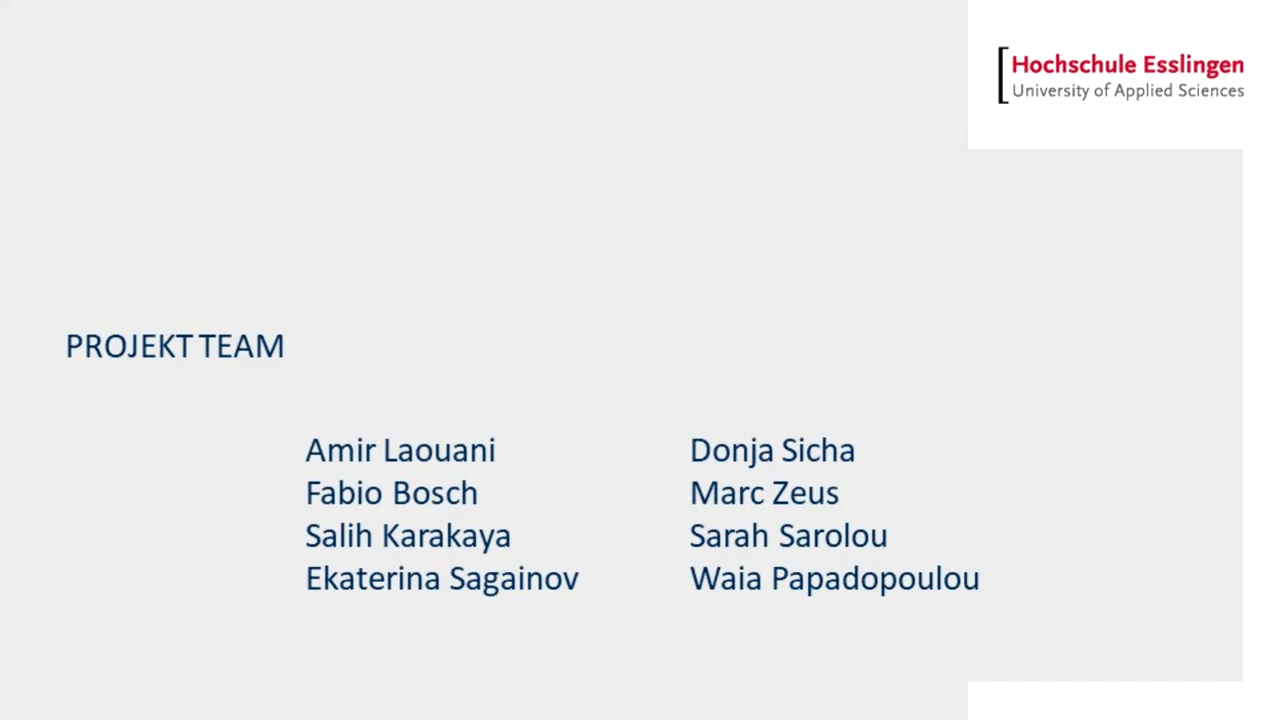 Hochschule Esslingen
University of Applied Sciences
PROJEKT TEAM
Amir Laouani
Fabio Bosch
Salih Karakaya
Ekaterina Sagainov
Donja Sicha
Marc Zeus
Sarah Sarolou
Waia Papadopoulou